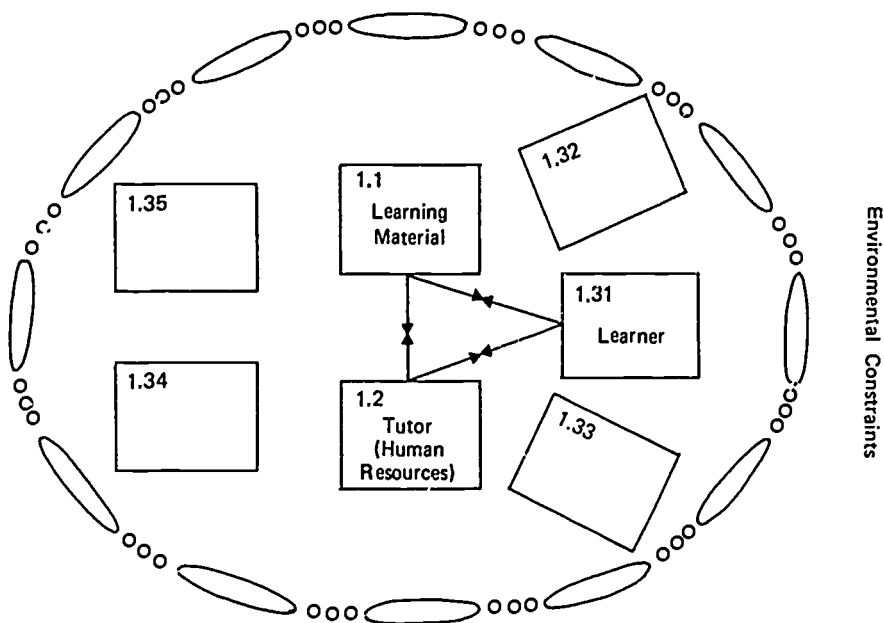 1.32
1.35
1.1
Learning
Material
1.31
Learner
1.34
1.2
Tutor
(Human
Resources)
1.33
Environmental Constraints